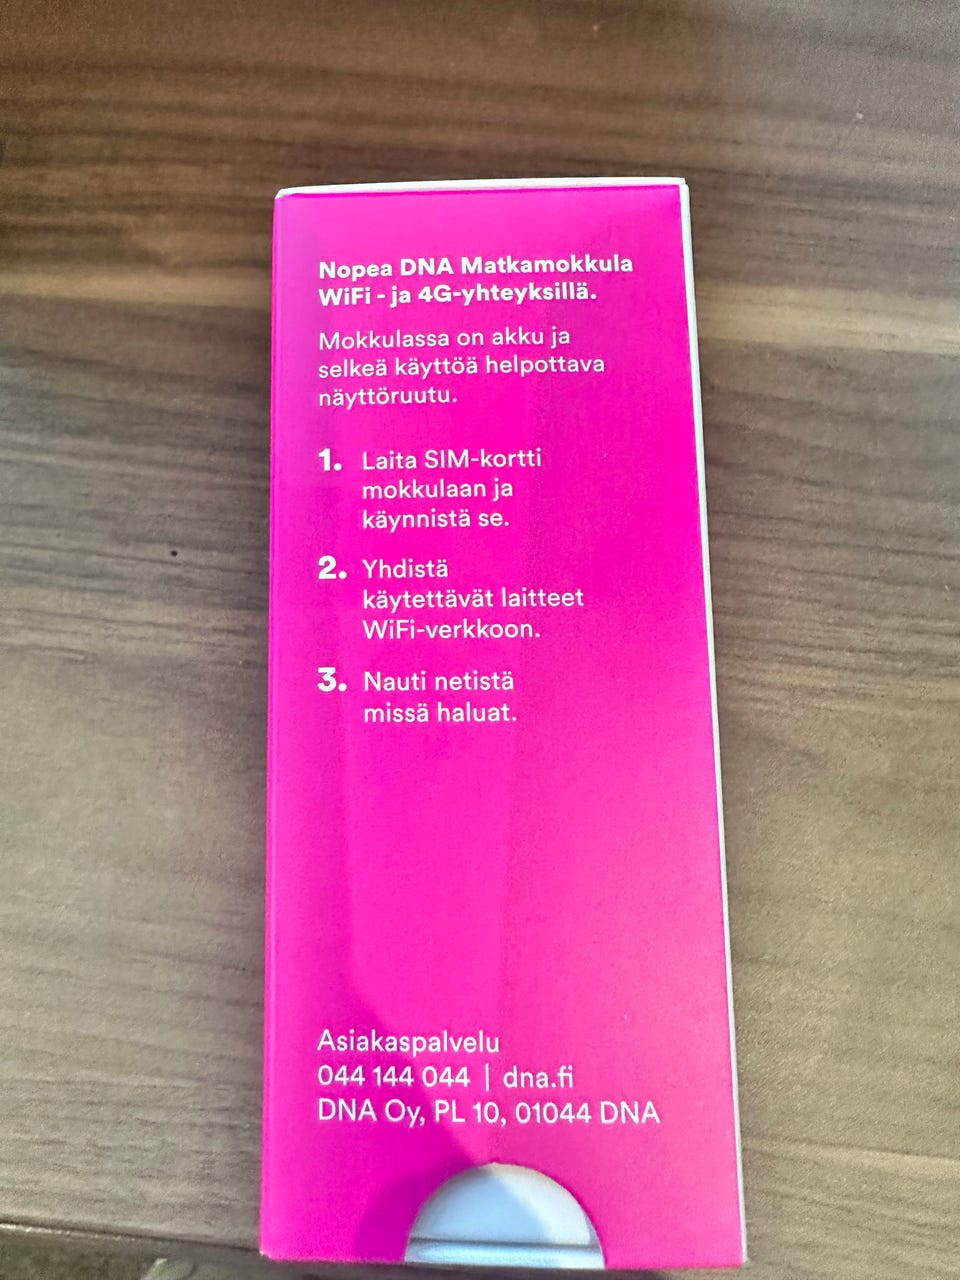 Nopea DNA Matkamokkula
WiFi - ja 4G-yhteyksillä.
Mokkulassa on akku ja
selkeä käyttöä helpottava
näyttöruutu.
1. Laita SIM-kortti
mokkulaan ja
käynnistä se.
2. Yhdistä
käytettävät laitteet
WiFi-verkkoon.
3. Nauti netistä
missä haluat.
Asiakaspalvelu
044 144 044 | dna.fi
DNA Oy, PL 10, 01044 DNA